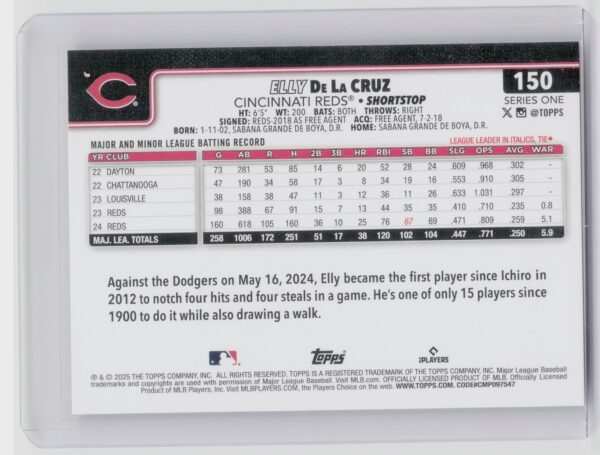 ELLY DE LA CRUZ
150
CINCINNATI REDS® • SHORTSTOP
SERIES ONE
HT: 6'5" WT: 200 BATS: BOTH THROWS: RIGHT
@TOPPS
SIGNED: REDS-2018 AS FREE AGENT ACQ: FREE AGENT, 7-2-18
BORN: 1-11-02, SABANA GRANDE DE BOYA, D.R. HOME: SABANA GRANDE DE BOYA, D.R.
MAJOR AND MINOR LEAGUE BATTING RECORD LEAGUE LEADER IN ITALICS, TIE♦
YR CLUB G AB R H 2B 3B HR RBI SB BB SLG OPS AVG WAR
22 DAYTON 73 281 53 85 14 6 20 52 28 24 .609 .968 .302 -
22 CHATTANOOGA 47 190 34 58 17 3 8 34 19 16 .553 .910 .305 -
23 LOUISVILLE 38 158 38 47 11 3 12 36 11 26 .633 1.031 .297 -
23 REDS 98 388 67 91 15 7 13 44 35 35 .410 .710 .235 0.8
24 REDS 160 618 105 160 36 10 25 76 67 69 .471 .809 .259 5.1
MAJ. LEA. TOTALS 258 1006 172 251 51 17 38 120 102 104 .447 .771 .250 5.9
Against the Dodgers on May 16, 2024, Elly became the first player since Ichiro in
2012 to notch four hits and four steals in a game. He's one of only 15 players since
1900 to do it while also drawing a walk.
topps
PLAYERS
® & © 2025 THE TOPPS COMPANY, INC. ALL RIGHTS RESERVED. TOPPS IS A REGISTERED TRADEMARK OF THE TOPPS COMPANY, INC. Major League Baseball
trademarks and copyrights are used with permission of Major League Baseball. Visit MLB.com. OFFICIALLY LICENSED PRODUCT OF MLB Players, Inc. Officially Licensed
Product of MLB Players, Inc. Visit MLBPLAYERS.COM, the Players Choice on the web. WWW.TOPPS.COM. CODE#CMP097547